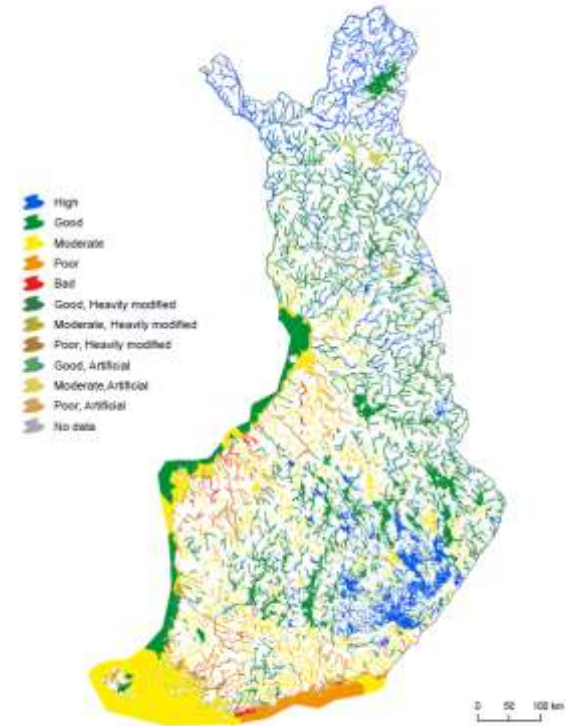 High
Good
Moderate
Poor
Bad
Good, Heavily modified
Moderate, Heavily modified
Poor, Heavily modified
Good, Artificial
Moderate,Artificial
Poor, Artificial
No data
0 50 100 km